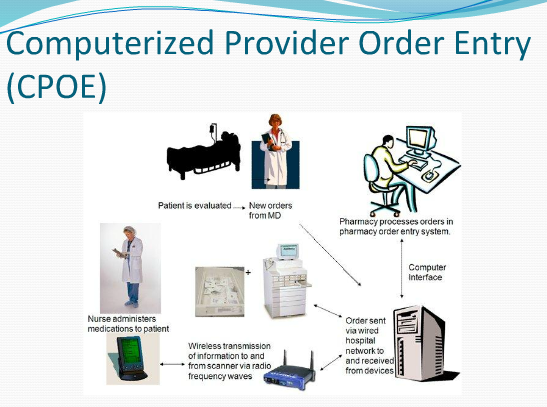 Computerized Provider Order Entry
(CPOE)
Patient is evaluated
New orders
from MD
Pharmacy processes orders in
pharmacy order entry system.
Computer
Interface
+
Nurse administers
medications to patient
Order sent
via wired
hospital
network to
and received
from devices
Wireless transmission
of information to and
from scanner via radio
frequency waves